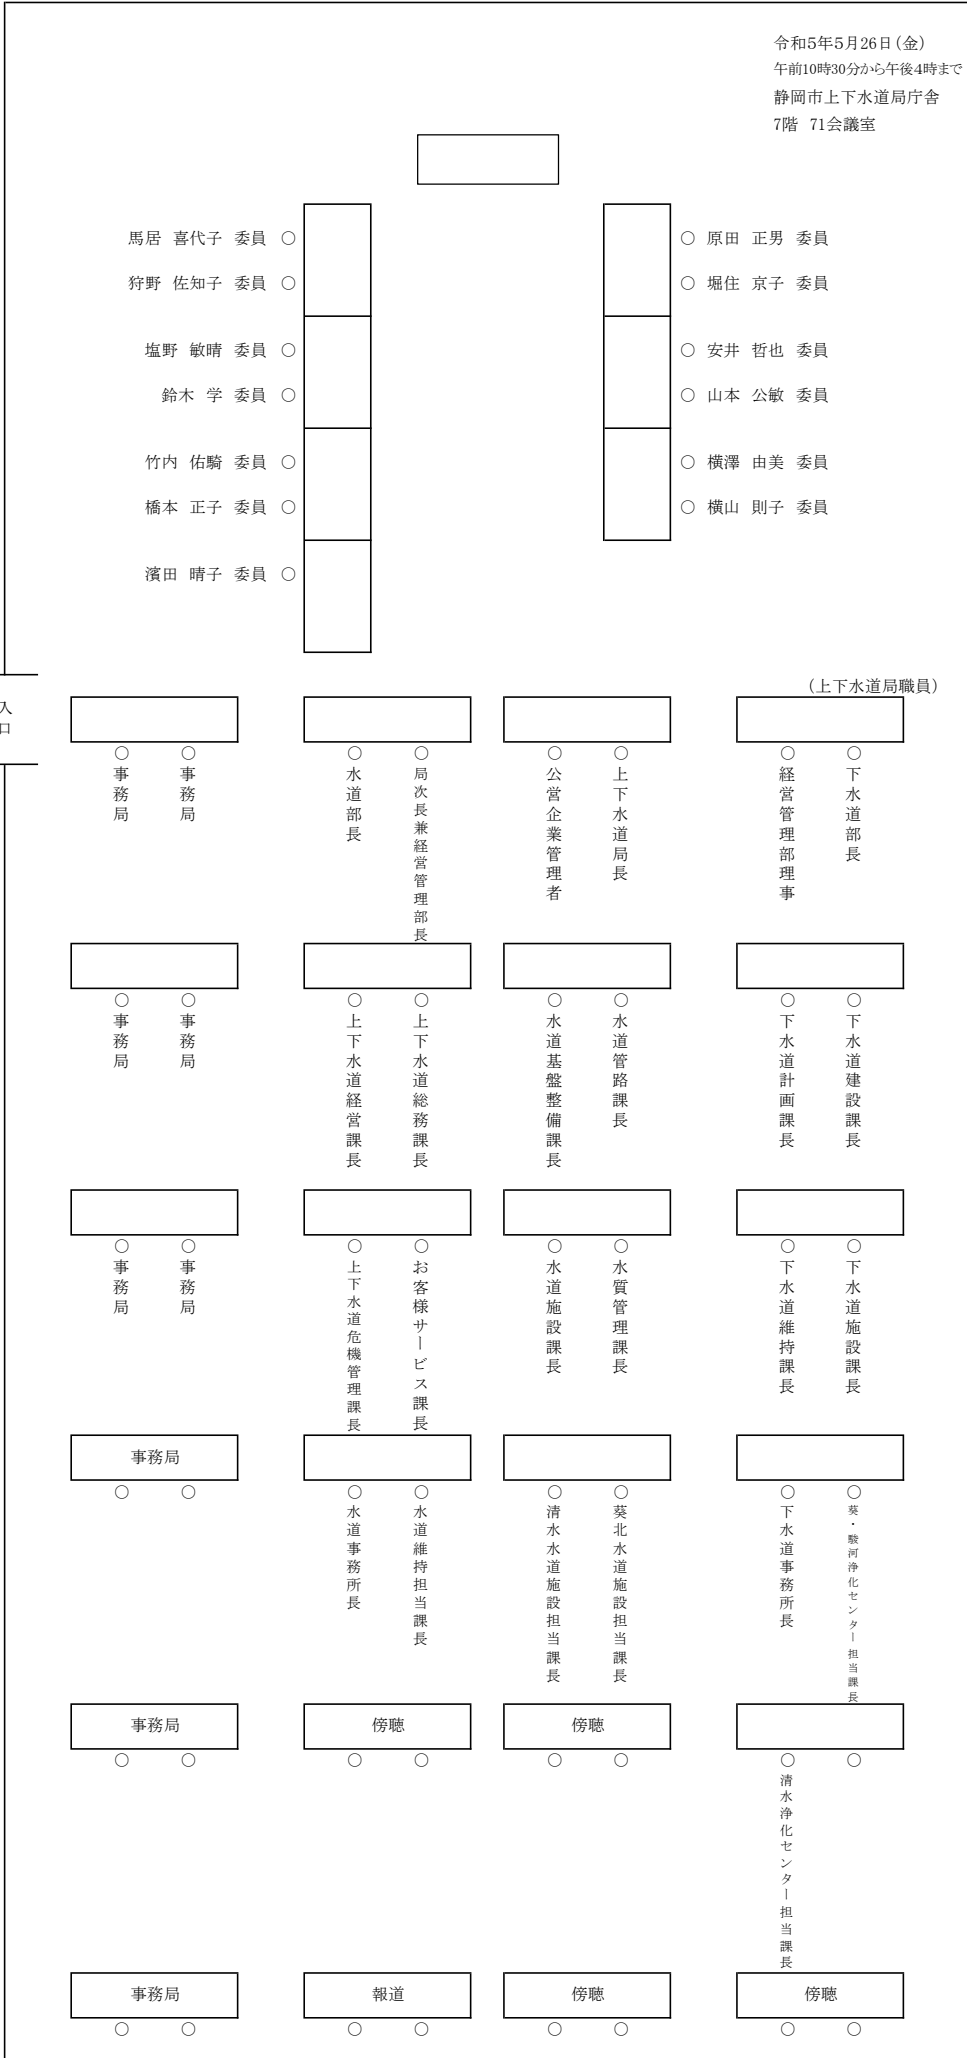 令和5年5月26日（金）
午前10時30分から午後4時まで
静岡市上下水道局庁舎
7階 71会議室
馬居 喜代子 委員 ○
○ 原田 正男 委員
狩野 佐知子 委員 ○
○ 堀住 京子 委員
塩野 敏晴 委員 ○
○ 安井 哲也 委員
鈴木 学 委員 ○
○ 山本 公敏 委員
竹内 佑騎 委員 ○
○ 横澤 由美 委員
橋本 正子 委員 ○
○ 横山 則子 委員
濱田 晴子 委員 ○
（上下水道局職員）
入口
○事務局
○事務局
○水道部長
○局次長兼経営管理部長
○公営企業管理者
○上下水道局長
○経営管理部理事
○下水道部長
○事務局
○事務局
○上下水道経営課長
○上下水道総務課長
○水道基盤整備課長
○水道管路課長
○下水道計画課長
○下水道建設課長
○事務局
○事務局
○上下水道危機管理課長
○お客様サービス課長
○水道施設課長
○水質管理課長
○下水道維持課長
○下水道施設課長
事務局
○ ○
○水道事務所長
○水道維持担当課長
○清水水道施設担当課長
○葵北水道施設担当課長
○下水道事務所長
○葵・駿河浄化センター担当課長
事務局
○ ○
傍聴
○ ○
傍聴
○ ○
○清水浄化センター担当課長
○
事務局
○ ○
報道
○ ○
傍聴
○ ○
傍聴
○ ○